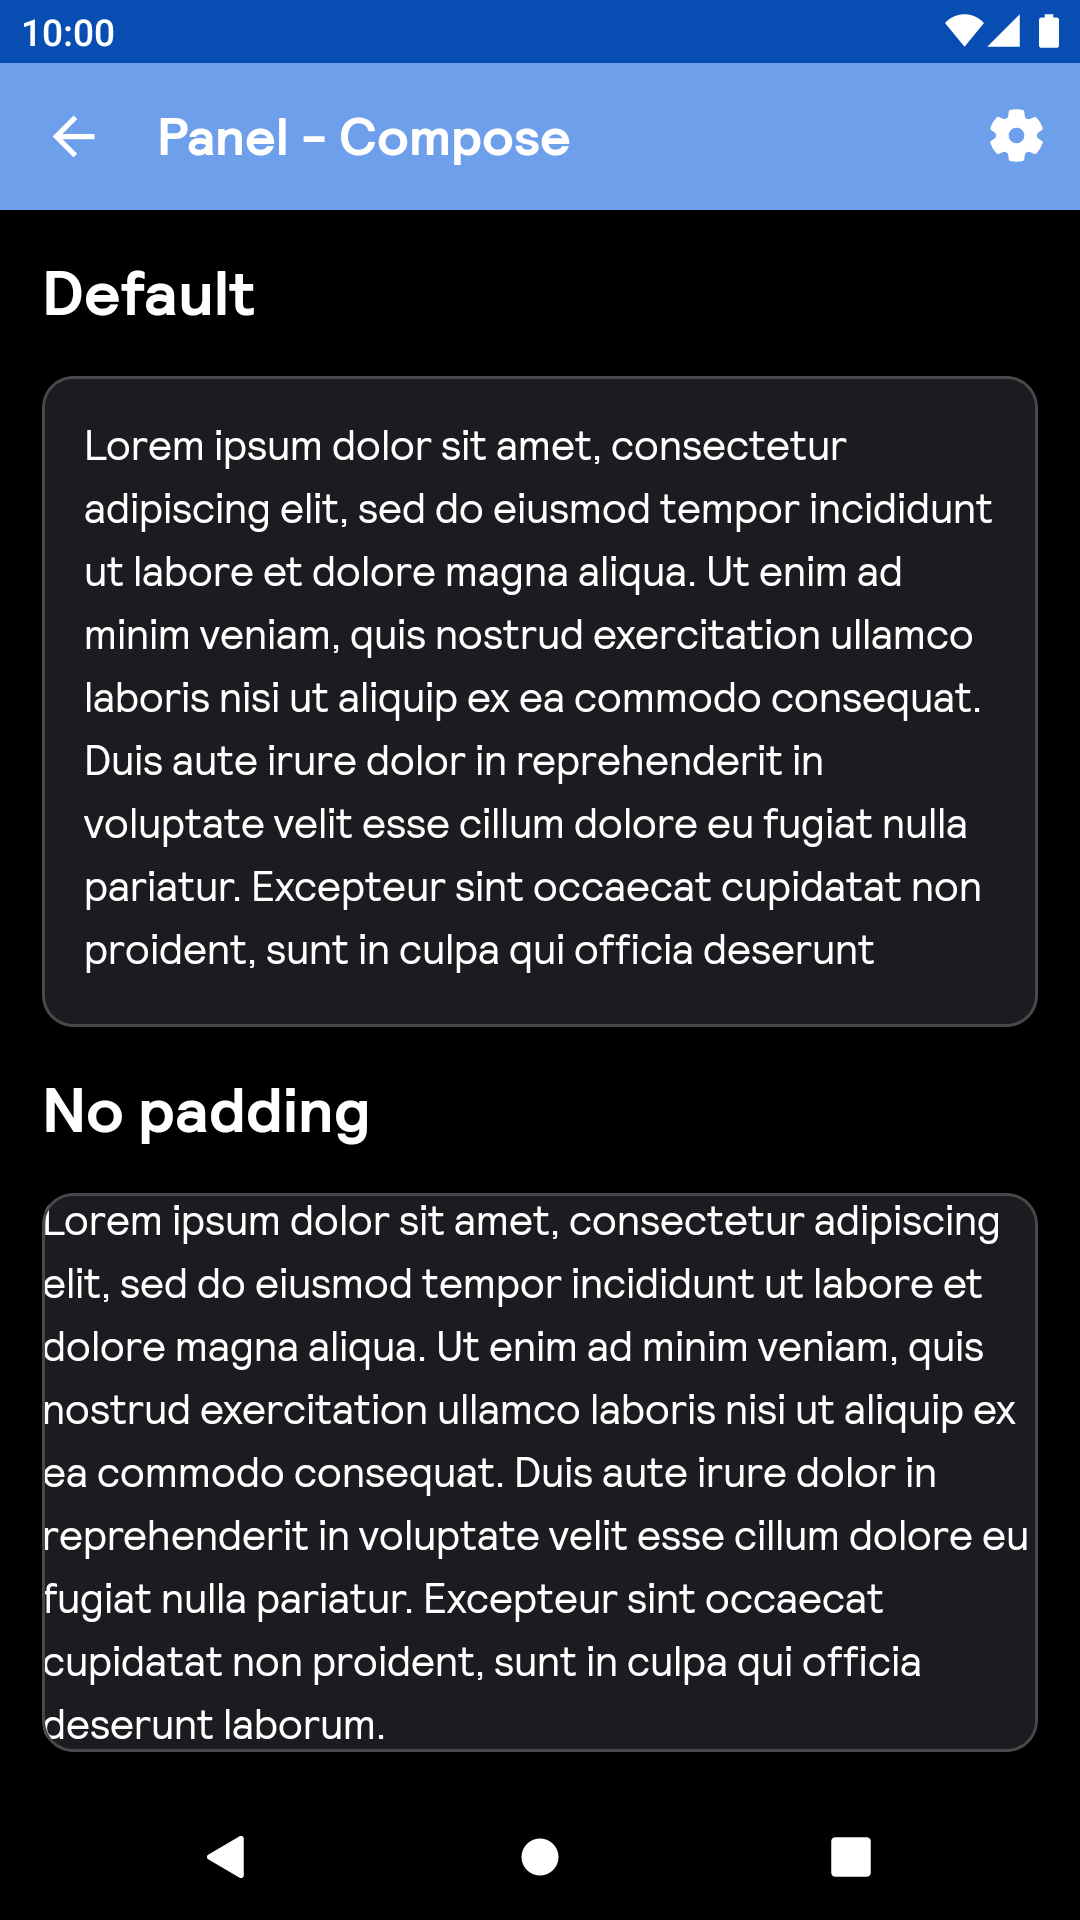 10:00
Panel - Compose
Default
Lorem ipsum dolor sit amet, consectetur
adipiscing elit, sed do eiusmod tempor incididunt
ut labore et dolore magna aliqua. Ut enim ad
minim veniam, quis nostrud exercitation ullamco
laboris nisi ut aliquip ex ea commodo consequat.
Duis aute irure dolor in reprehenderit in
voluptate velit esse cillum dolore eu fugiat nulla
pariatur. Excepteur sint occaecat cupidatat non
proident, sunt in culpa qui officia deserunt
No padding
Lorem ipsum dolor sit amet, consectetur adipiscing
elit, sed do eiusmod tempor incididunt ut labore et
dolore magna aliqua. Ut enim ad minim veniam, quis
nostrud exercitation ullamco laboris nisi ut aliquip ex
ea commodo consequat. Duis aute irure dolor in
reprehenderit in voluptate velit esse cillum dolore eu
fugiat nulla pariatur. Excepteur sint occaecat
cupidatat non proident, sunt in culpa qui officia
deserunt laborum.